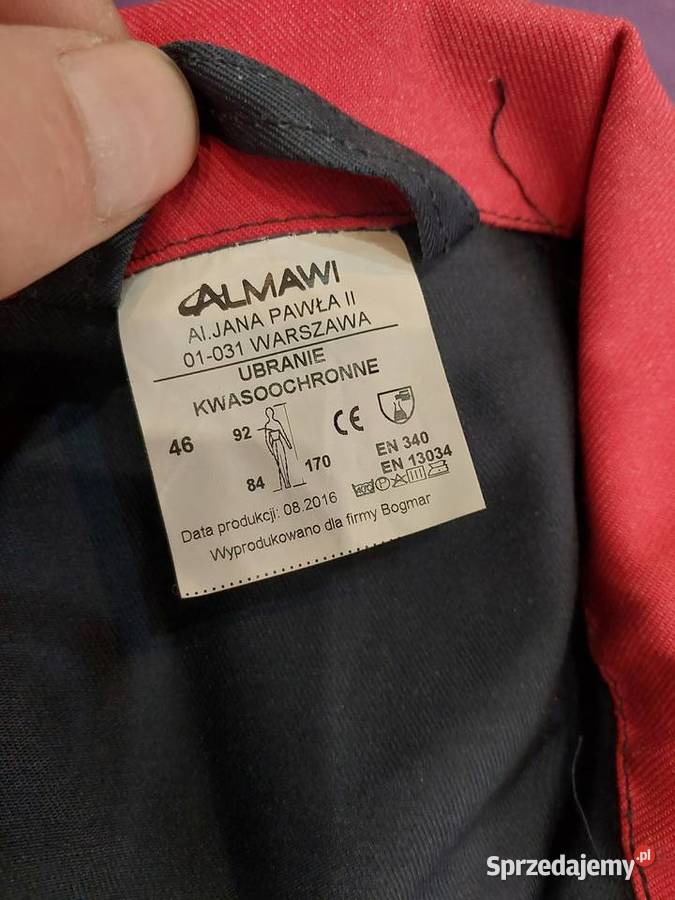 ALMAWI
Al.JANA PAWŁA II
01-031 WARSZAWA
UBRANIE
KWASOOCHRONNE
46
92
84
170
CE
EN 340
EN 13034
40
P
Data produkcji: 08.2016
Wyprodukowano dla firmy Bogmar
Sprzedajemy.pl